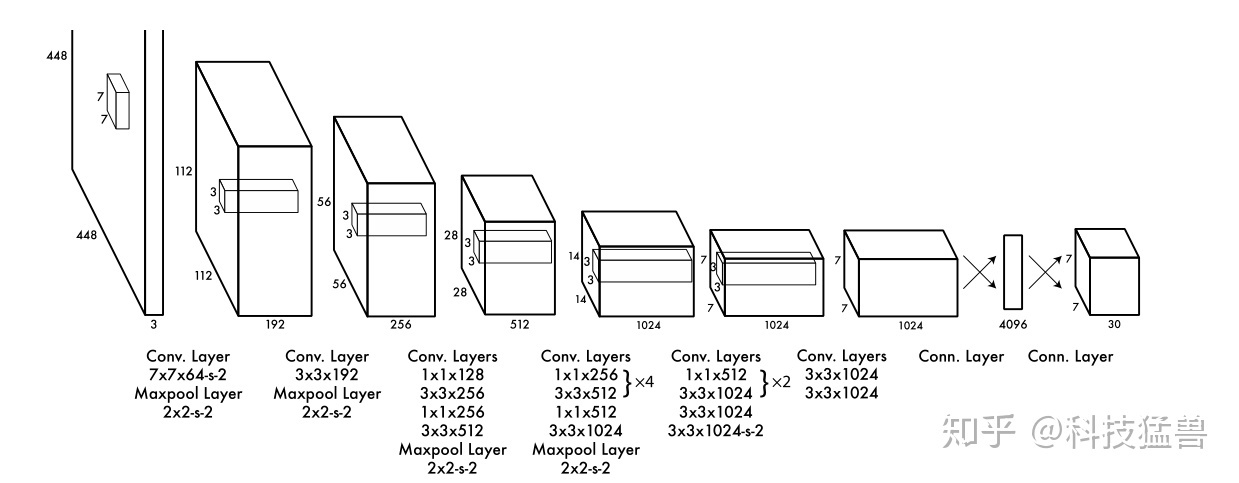 448
7
7
448
3
112
3
3
112
192
56
3
3
56
256
28
3
3
28
512
14
3
3
14
1024
7
3
3
7
1024
7
7
1024
4096
7
7
30
Conv. Layer
7x7x64-s-2
Maxpool Layer
2x2-s-2
Conv. Layer
3x3x192
Maxpool Layer
2x2-s-2
Conv. Layers
1x1x128
3x3x256
1x1x256
3x3x512
Maxpool Layer
2x2-s-2
Conv. Layers
1x1x256
3x3x512
}×4
1x1x512
3x3x1024
Maxpool Layer
2x2-s-2
Conv. Layers
1x1x512
3x3x1024
}×2
3x3x1024
3x3x1024-s-2
Conv. Layers
3x3x1024
3x3x1024
Conn. Layer
Conn. Layer
知乎 @科技猛兽